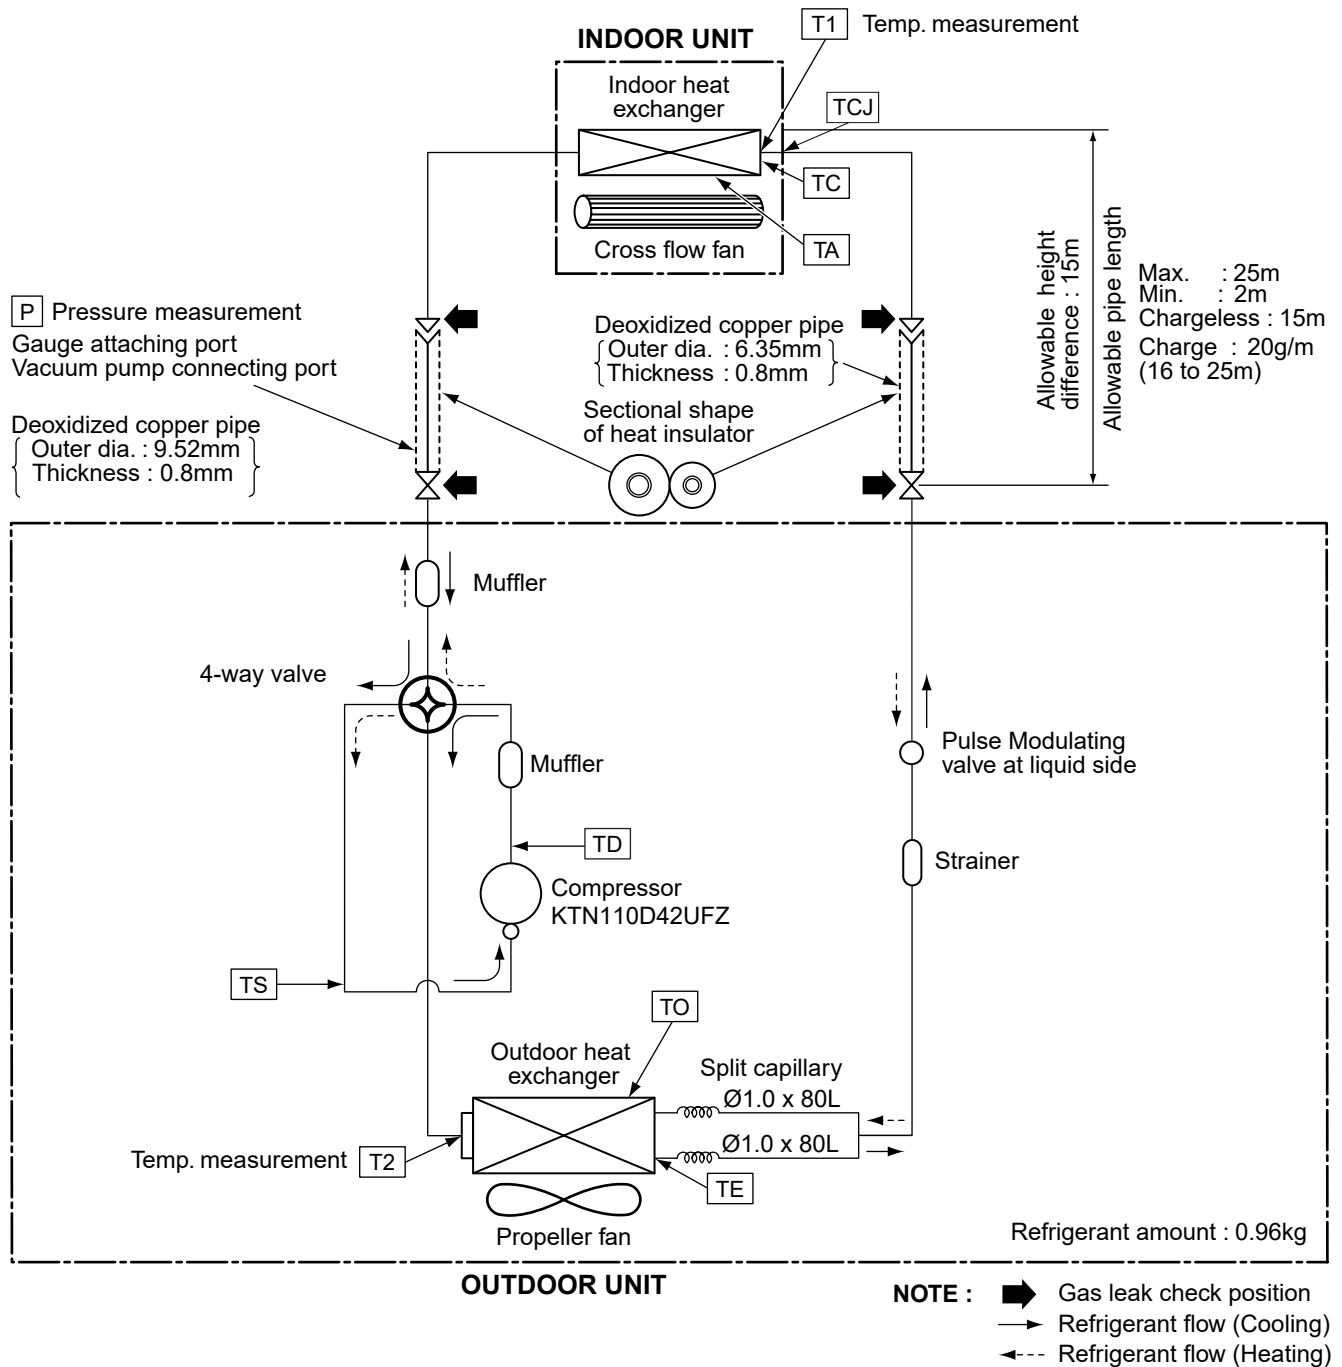 T1 Temp. measurement
INDOOR UNIT
Indoor heat
exchanger
TCJ
TC
Cross flow fan
TA
Allowable height
difference : 15m
Allowable pipe length
Max. : 25m
Min. : 2m
Chargeless : 15m
Charge : 20g/m
(16 to 25m)
P Pressure measurement
Gauge attaching port
Vacuum pump connecting port
Deoxidized copper pipe
Outer dia. : 9.52mm
Thickness : 0.8mm
Deoxidized copper pipe
Outer dia. : 6.35mm
Thickness : 0.8mm
Sectional shape
of heat insulator
Muffler
4-way valve
Muffler
Pulse Modulating
valve at liquid side
TD
Strainer
Compressor
KTN110D42UFZ
TS
TO
Outdoor heat
exchanger
Split capillary
Ø1.0 x 80L
Ø1.0 x 80L
Temp. measurement T2
TE
Propeller fan
Refrigerant amount : 0.96kg
OUTDOOR UNIT
NOTE :
Gas leak check position
Refrigerant flow (Cooling)
Refrigerant flow (Heating)